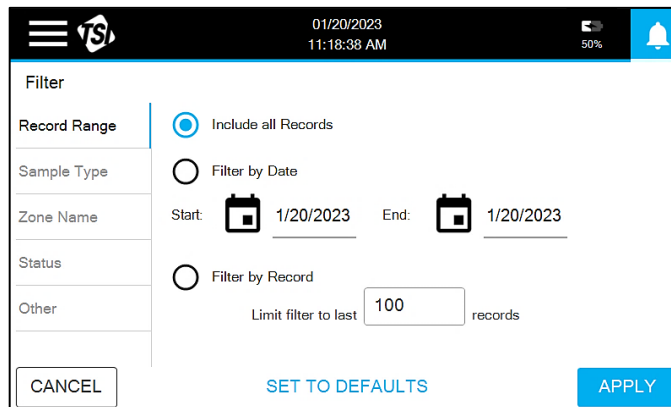 TSI
01/20/2023
11:18:38 AM
50%
Filter
Record Range
Sample Type
Zone Name
Status
Other
Include all Records
Filter by Date
Start: 1/20/2023 End: 1/20/2023
Filter by Record
Limit filter to last 100 records
CANCEL SET TO DEFAULTS APPLY